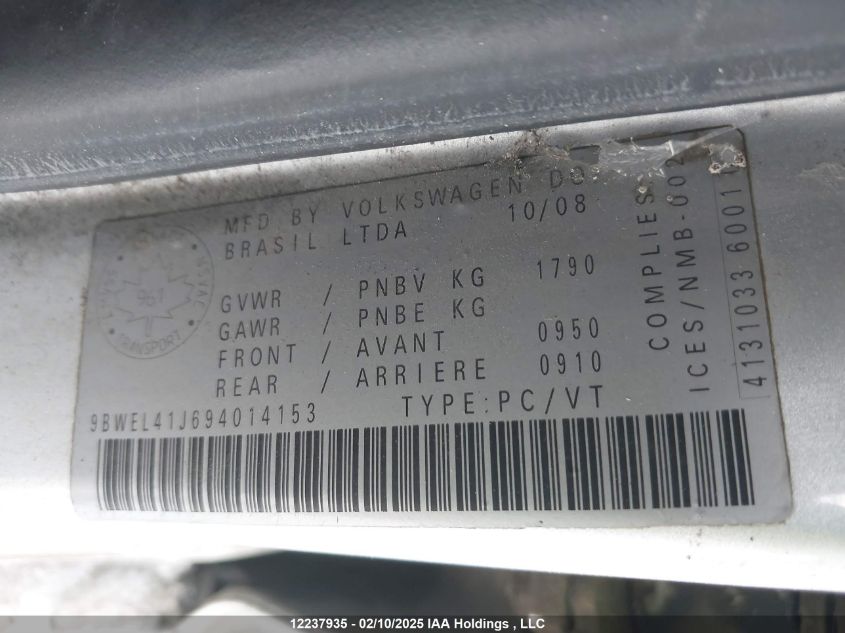 MFD BY VOLKSWAGEN DO
BRASIL LTDA 10/08
GVWR / PNBV KG 1790
GAWR / PNBE KG
FRONT / AVANT 0950
REAR / ARRIERE 0910
9BWEL41J694014153 TYPE:PC/VT
COMPLIES
ICES/NMB-002
4131033 6001
961
TRANSPORT
12237935 - 02/10/2025 IAA Holdings , LLC